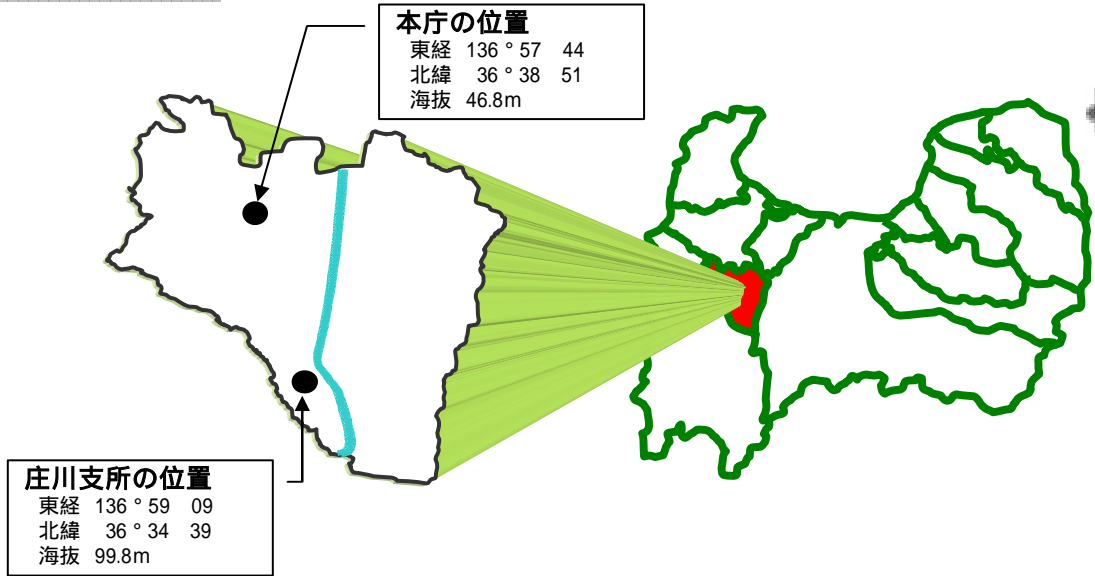 本庁の位置
東経 136 ° 57 44
北緯 36 ° 38 51
海抜 46.8m
庄川支所の位置
東経 136 ° 59 09
北緯 36 ° 34 39
海抜 99.8m